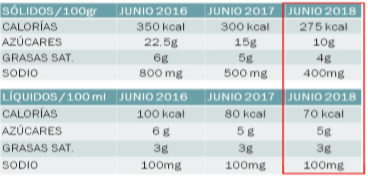 SÓLIDOS/100gr JUNIO 2016 JUNIO 2017 JUNIO 2018
CALORÍAS 350 kcal 300 kcal 275 kcal
AZÚCARES 22.5g 15g 10g
GRASAS SAT. 6g 5g 4g
SODIO 800 mg 500 mg 400mg
LÍQUIDOS/100 ml JUNIO 2016 JUNIO 2017 JUNIO 2018
CALORÍAS 100 kcal 80 kcal 70 kcal
AZÚCARES 6 g 5 g 5g
GRASAS SAT. 3g 3g 3g
SODIO 100mg 100mg 100mg